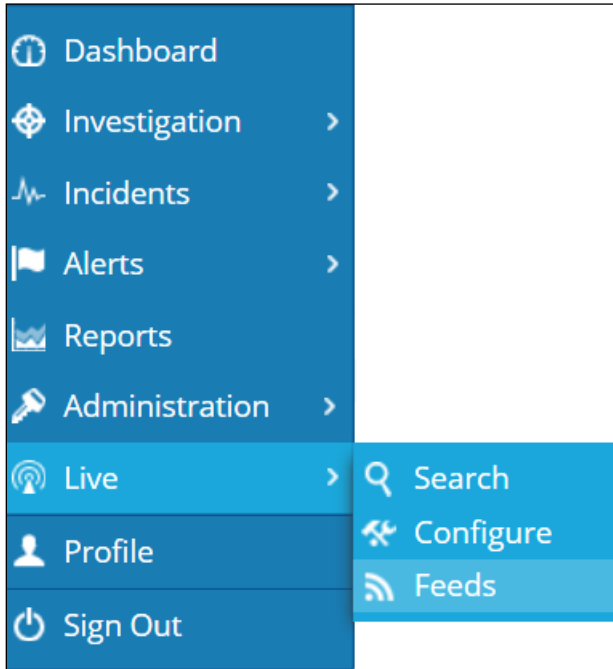 Dashboard
Investigation
Incidents
Alerts
Reports
Administration
Live
Search
Configure
Feeds
Profile
Sign Out